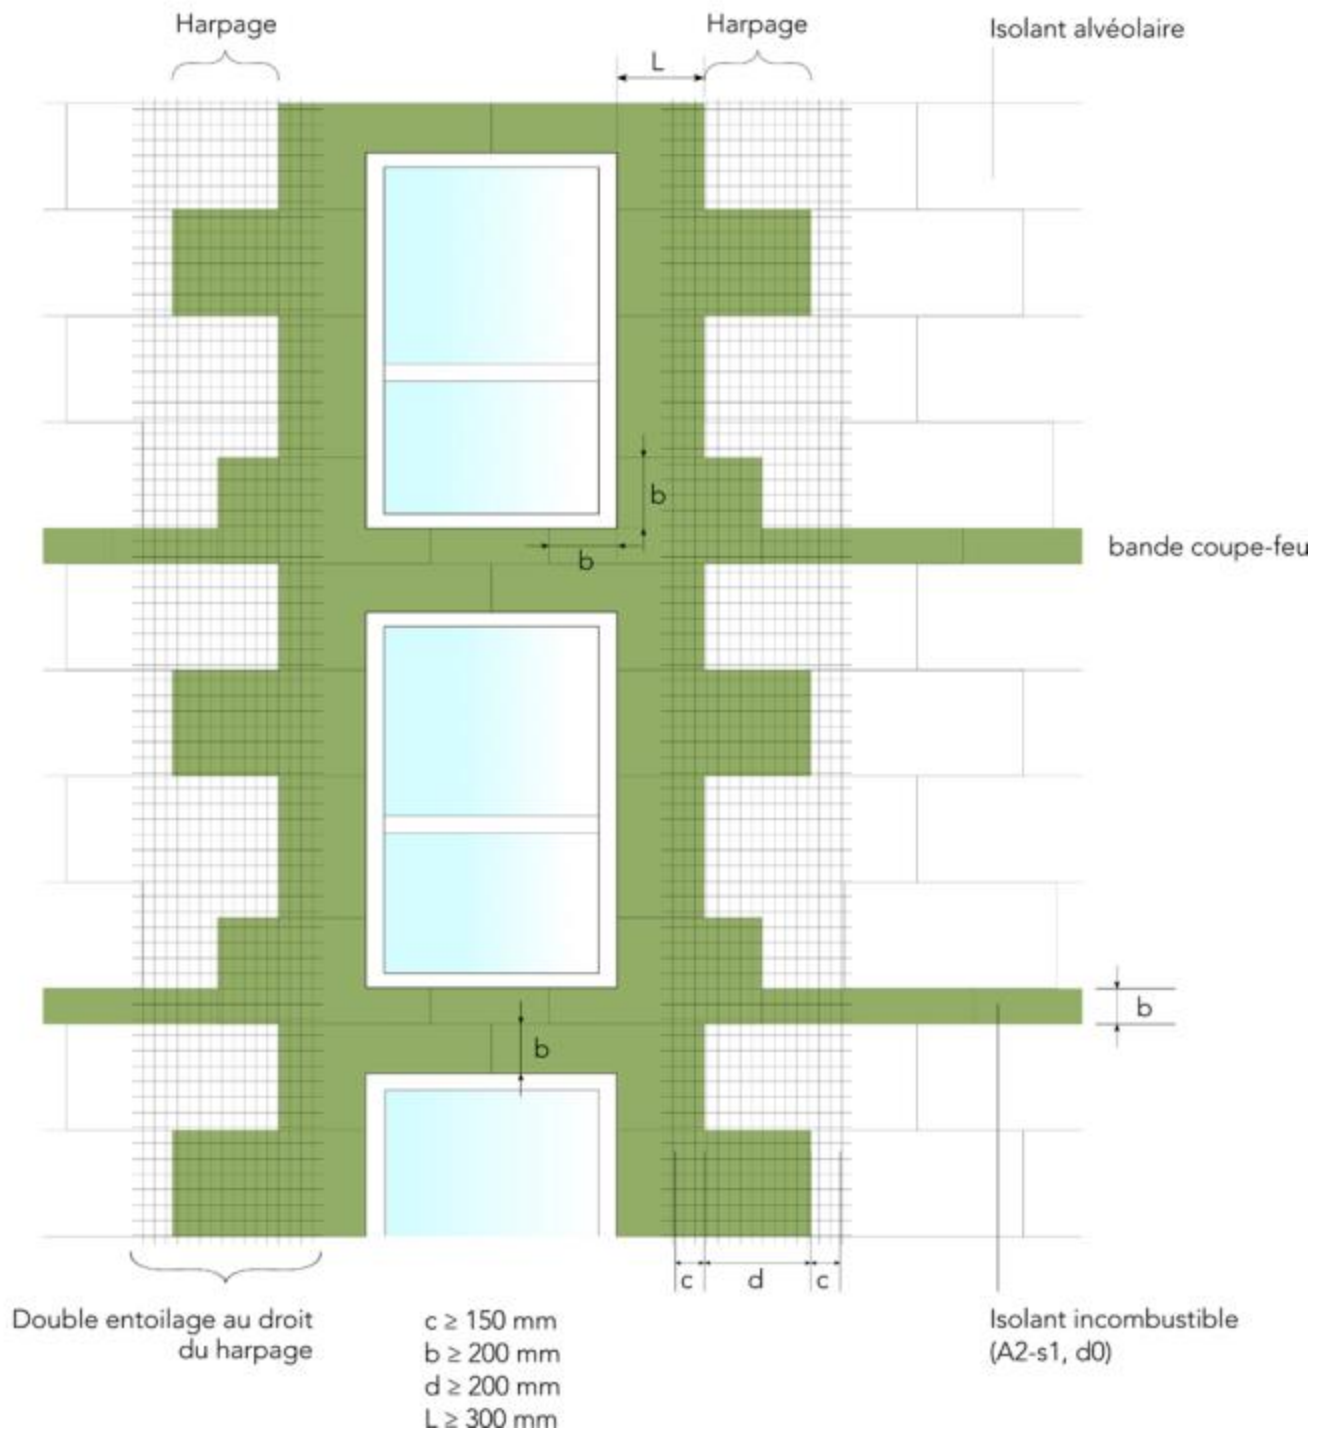 Harpage
Harpage
Isolant alvéolaire
L
b
b
bande coupe-feu
b
b
c
d
c
Double entoilage au droit
du harpage
c ≥ 150 mm
b ≥ 200 mm
d ≥ 200 mm
L ≥ 300 mm
Isolant incombustible
(A2-s1, d0)